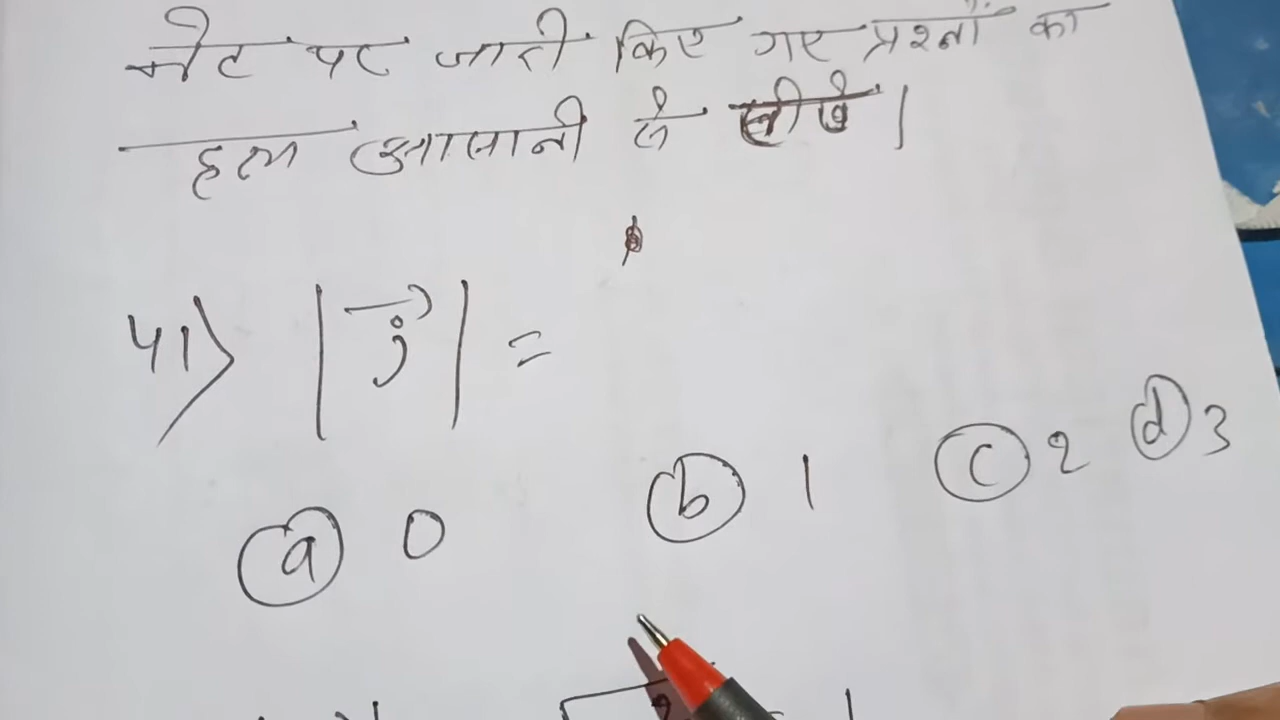 नेट पर जारी किए गए प्रश्नों का
हल आसानी से सीखें।
41) |j⃗| =
(a) 0 (b) 1 (c) 2 (d) 3